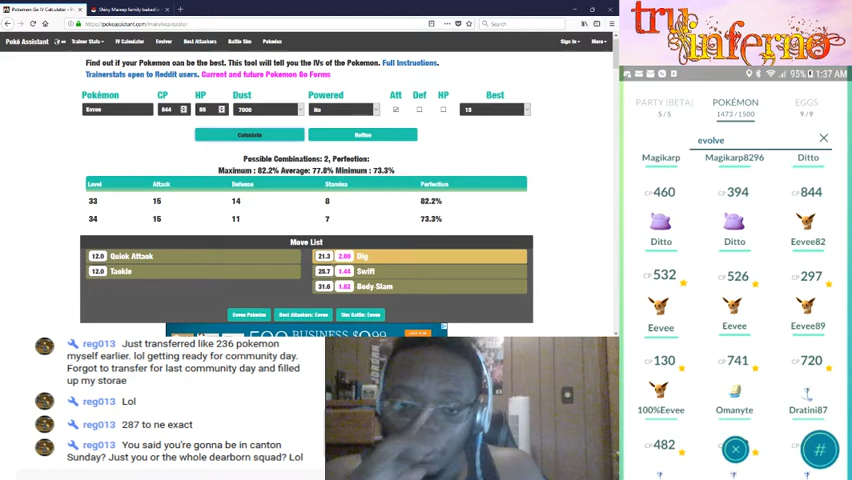 Pokemon Go IV Calculator
Shiny Mareep family leaked
https://pokeassistant.com/main/ivcalculator
Search
Poké Assistant
Trainer Stats
IV Calculator
Evolver
Best Attackers
Battle Sim
Pokedex
Sign In
More
Find out if your Pokemon can be the best. This tool will tell you the IVs of the Pokemon. Full Instructions.
Trainerstats open to Reddit users. Current and future Pokemon Go Forms
Pokémon CP HP Dust Powered Att Def HP Best
Eevee 844 88 7000 No 15
Calculate Refine
Possible Combinations: 2, Perfection:
Maximum : 82.2% Average: 77.8% Minimum : 73.3%
Level Attack Defense Stamina Perfection
33 15 14 8 82.2%
34 15 11 7 73.3%
Move List
12.0 Quick Attack 21.3 2.00 Dig
12.0 Tackle 25.7 1.44 Swift
31.6 1.82 Body Slam
Eevee Pokedex Best Attackers: Eevee Sim Battle: Eevee
BUSINESS
reg013 Just transferred like 236 pokemon
myself earlier. lol getting ready for community day.
Forgot to transfer for last community day and filled
up my storae
reg013 Lol
reg013 287 to ne exact
reg013 You said you're gonna be in canton
Sunday? Just you or the whole dearborn squad? Lol
tru
inferno
95% 1:37 AM
PARTY (BETA) POKÉMON EGGS
5/5 1473/1500 9/9
evolve
Magikarp Magikarp8296 Ditto
CP 460 CP 394 CP 844
Ditto Ditto Eevee82
CP 532 CP 526 CP 297
Eevee Eevee Eevee89
CP 130 CP 741 CP 720
100%Eevee Omanyte Dratini87
CP 482